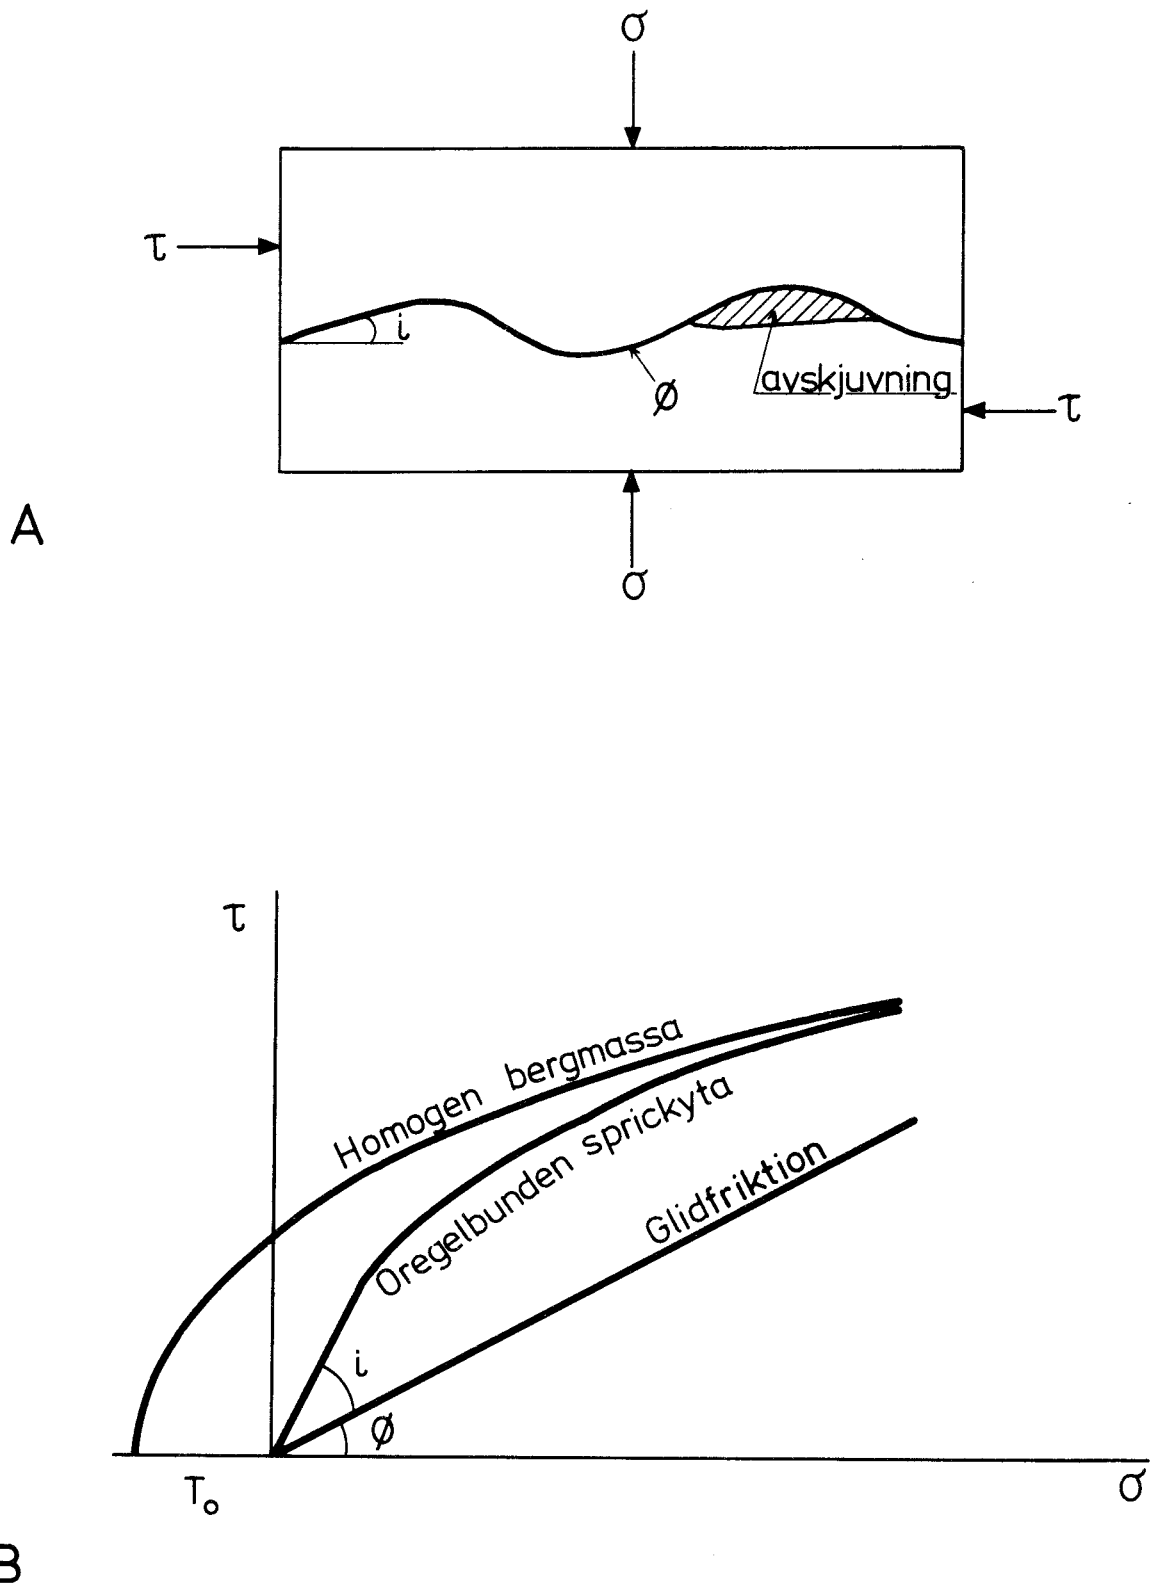 σ
τ
i
ø
avskjuvning
τ
σ
A
τ
Homogen bergmassa
Oregelbunden sprickyta
Glidfriktion
i
ø
T₀
σ
B